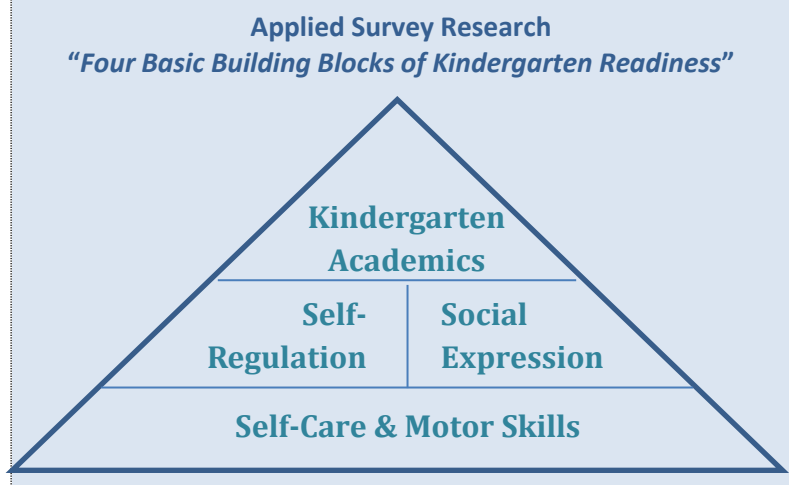 Applied Survey Research
“Four Basic Building Blocks of Kindergarten Readiness”
Kindergarten
Academics
Self-
Regulation
Social
Expression
Self-Care & Motor Skills